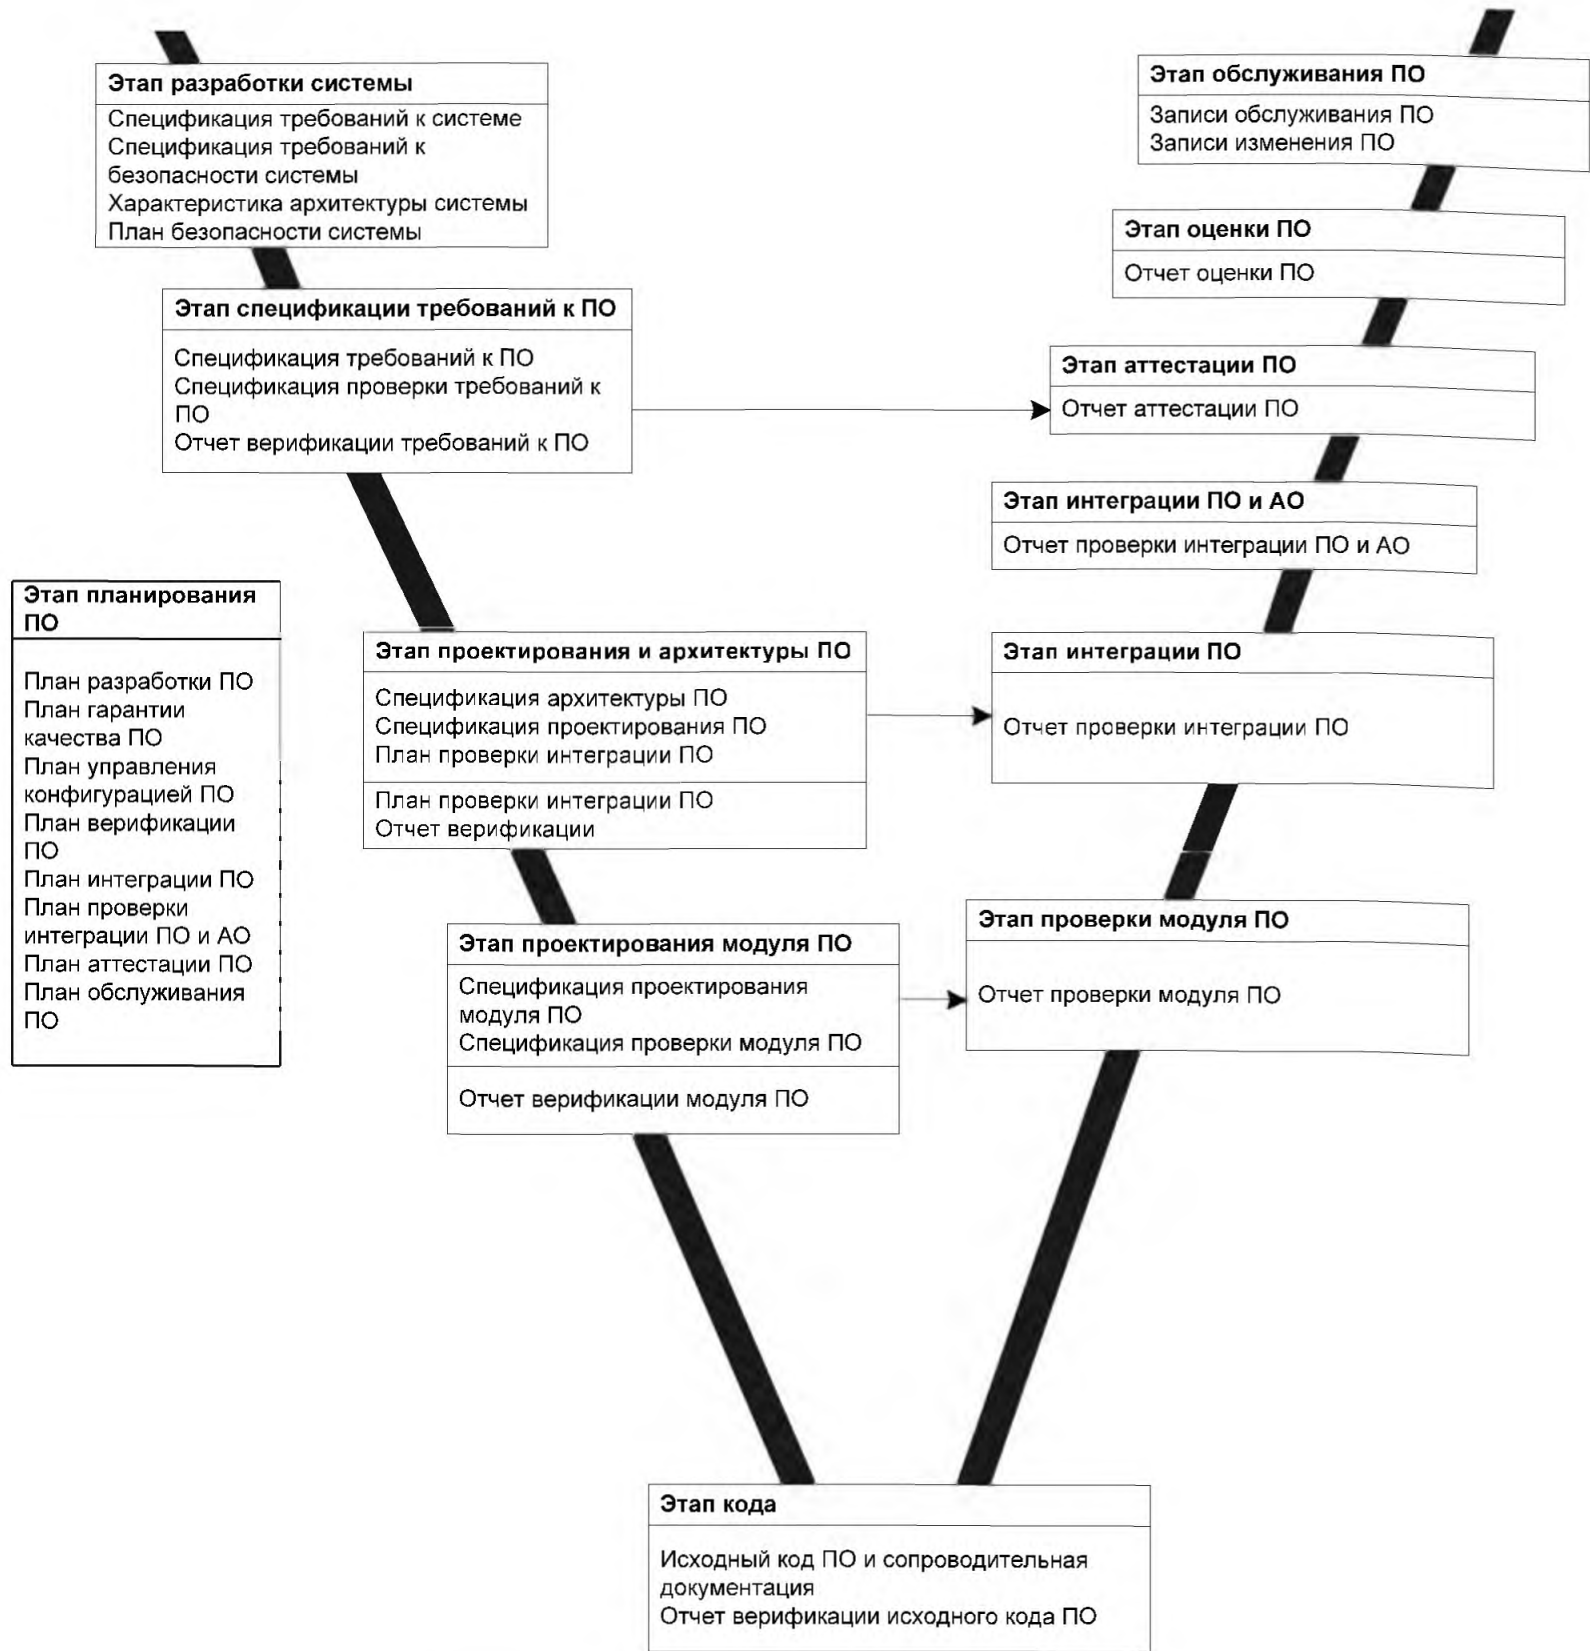 Этап разработки системы
Спецификация требований к системе
Спецификация требований к
безопасности системы
Характеристика архитектуры системы
План безопасности системы
Этап спецификации требований к ПО
Спецификация требований к ПО
Спецификация проверки требований к
ПО
Отчет верификации требований к ПО
Этап планирования
ПО
План разработки ПО
План гарантии
качества ПО
План управления
конфигурацией ПО
План верификации
ПО
План интеграции ПО
План проверки
интеграции ПО и АО
План аттестации ПО
План обслуживания
ПО
Этап проектирования и архитектуры ПО
Спецификация архитектуры ПО
Спецификация проектирования ПО
План проверки интеграции ПО
План проверки интеграции ПО
Отчет верификации
Этап проектирования модуля ПО
Спецификация проектирования
модуля ПО
Спецификация проверки модуля ПО
Отчет верификации модуля ПО
Этап кода
Исходный код ПО и сопроводительная
документация
Отчет верификации исходного кода ПО
Этап обслуживания ПО
Записи обслуживания ПО
Записи изменения ПО
Этап оценки ПО
Отчет оценки ПО
Этап аттестации ПО
Отчет аттестации ПО
Этап интеграции ПО и АО
Отчет проверки интеграции ПО и АО
Этап интеграции ПО
Отчет проверки интеграции ПО
Этап проверки модуля ПО
Отчет проверки модуля ПО